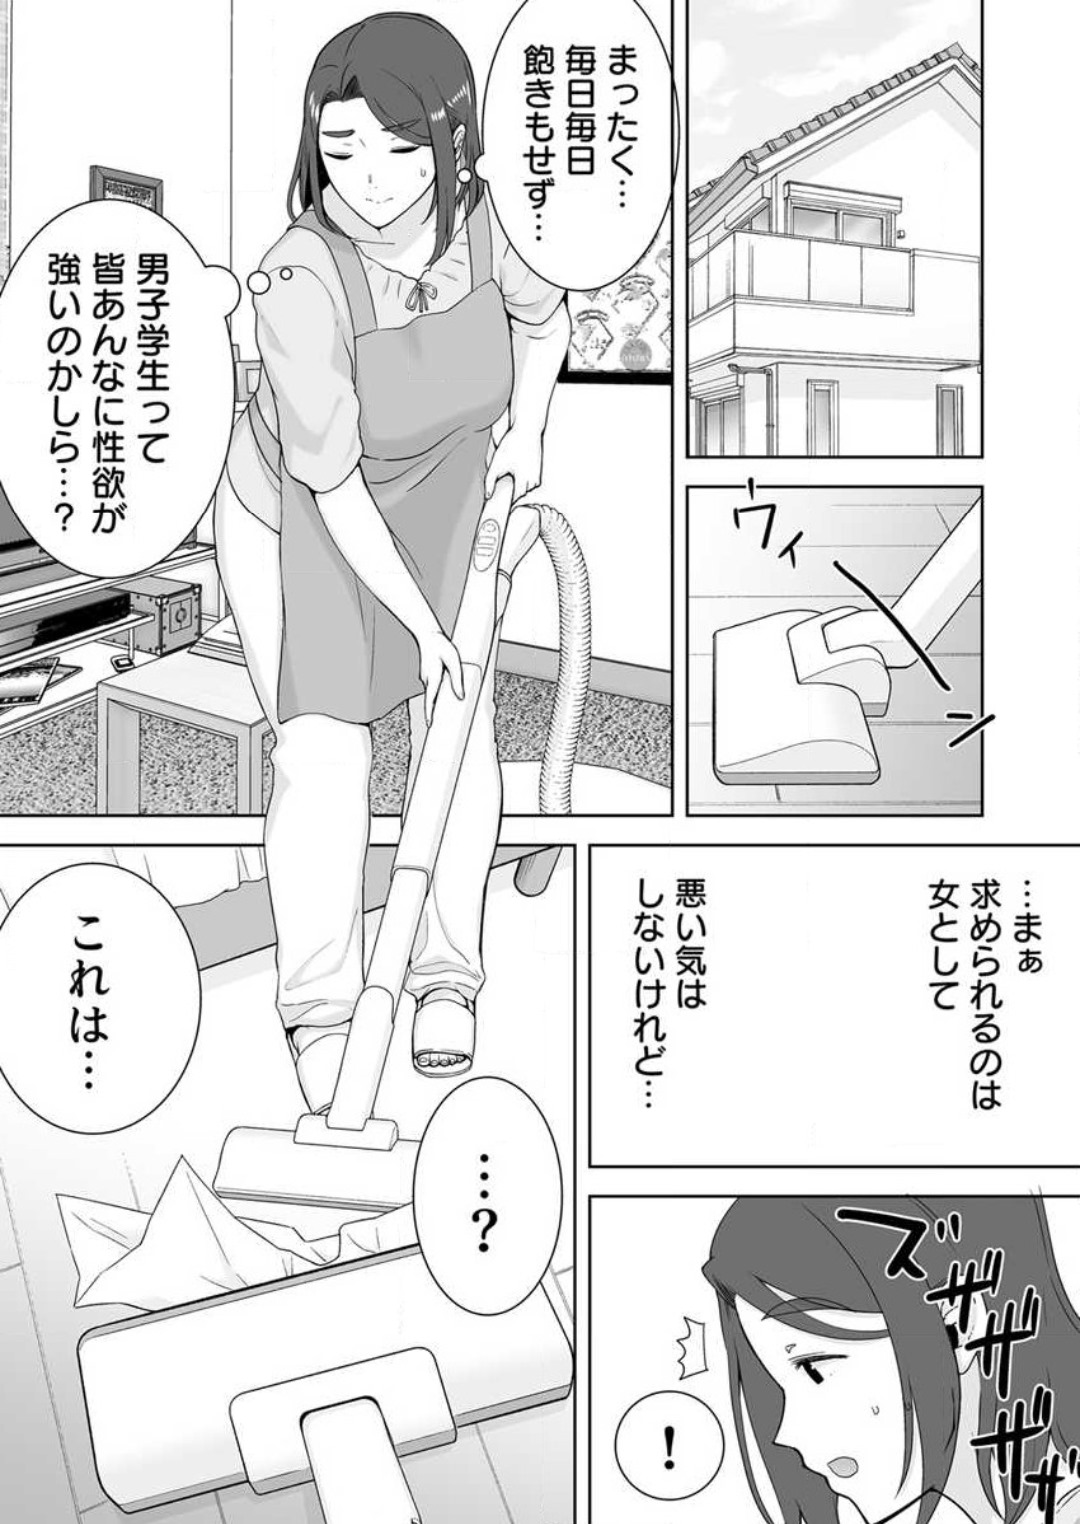 まったく…
毎日毎日
飽きもせず…
男子学生って
皆あんなに性欲が
強いのかしら…？
ウィーン
…まぁ
求められるのは
女として
悪い気は
しないけれど…
ズザザザザ
！
…？
これは…